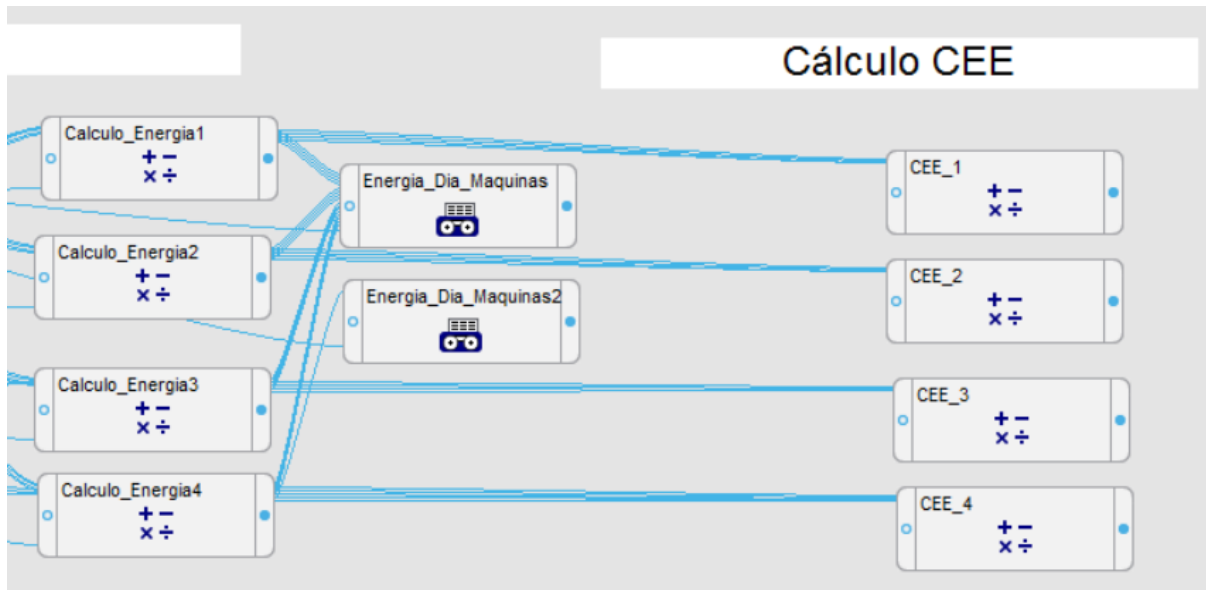 Cálculo CEE
Calculo_Energia1
Energia_Dia_Maquinas
CEE_1
Calculo_Energia2
CEE_2
Energia_Dia_Maquinas2
Calculo_Energia3
CEE_3
Calculo_Energia4
CEE_4